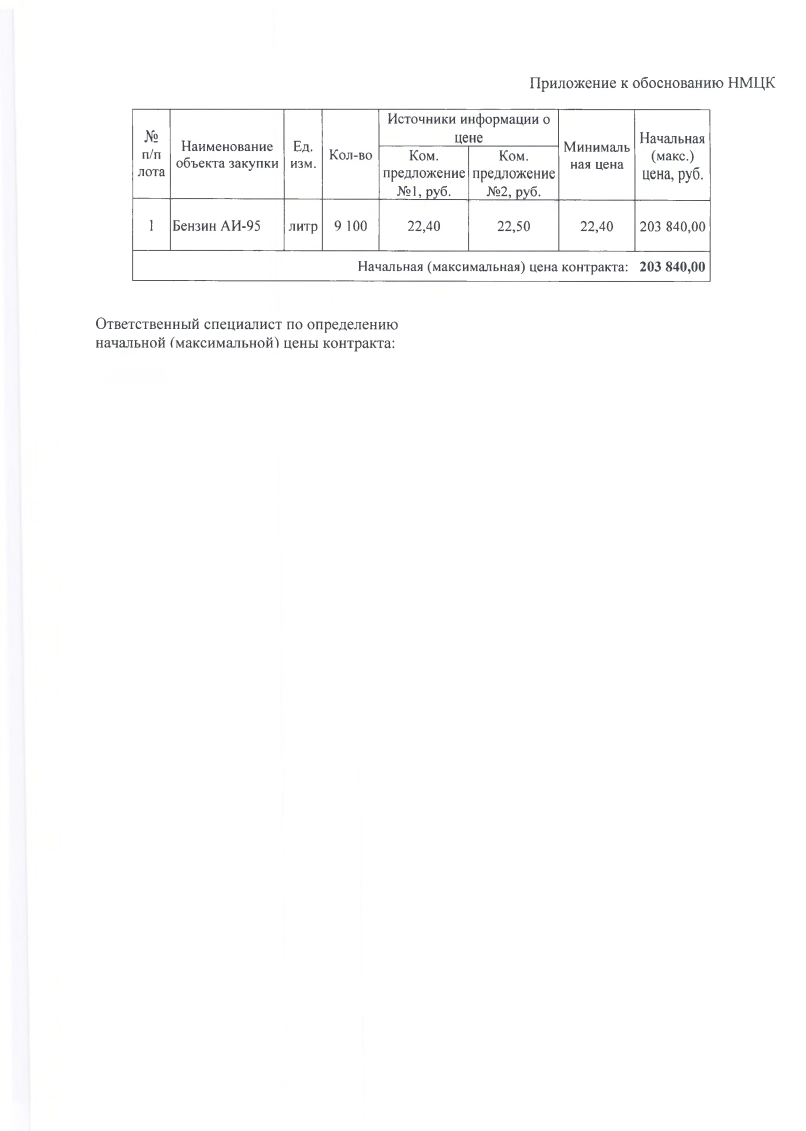 Приложение к обоснованию НМЦК
№
п/п
лота
Наименование
объекта закупки
Ед.
изм.
Кол-во
Источники информации о
цене
Ком.
предложение
№1, руб.
Ком.
предложение
№2, руб.
Минималь
ная цена
Начальная
(макс.)
цена, руб.
1 Бензин АИ-95 литр 9 100 22,40 22,50 22,40 203 840,00
Начальная (максимальная) цена контракта: 203 840,00
Ответственный специалист по определению
начальной (максимальной) цены контракта: